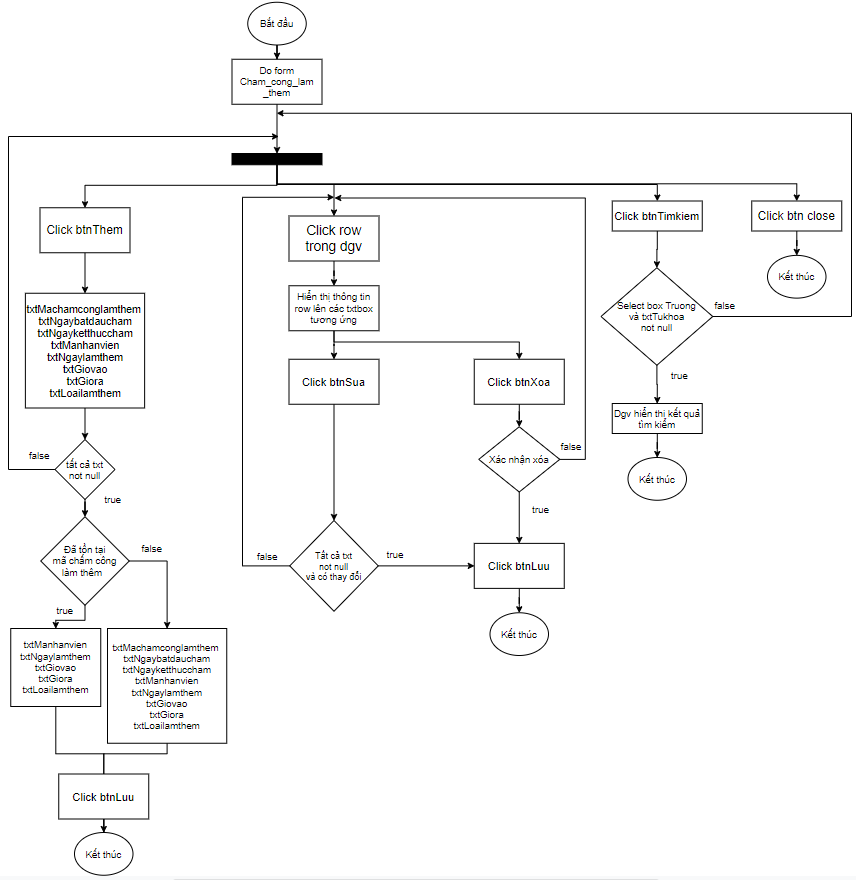 Bắt đầu
Do form
Cham_cong_lam
_them
Click btnThem
txtMachamconglamthem
txtNgaybatdaucham
txtNgayketthuccham
txtManhanvien
txtNgaylamthem
txtGiovao
txtGiora
txtLoailamthem
false
tất cả txt
not null
true
Đã tồn tại
mã chấm công
làm thêm
false
true
txtManhanvien
txtNgaylamthem
txtGiovao
txtGiora
txtLoailamthem
txtMachamconglamthem
txtNgaybatdaucham
txtNgayketthuccham
txtManhanvien
txtNgaylamthem
txtGiovao
txtGiora
txtLoailamthem
Click btnLuu
Kết thúc
Click row
trong dgv
Hiển thị thông tin
row lên các txtbox
tương ứng
Click btnSua
Click btnXoa
Xác nhận xóa
false
true
false
Tất cả txt
not null
và có thay đổi
true
Click btnLuu
Kết thúc
Click btnTimkiem
Select box Truong
và txtTukhoa
not null
false
true
Dgv hiển thị kết quả
tìm kiếm
Kết thúc
Click btn close
Kết thúc